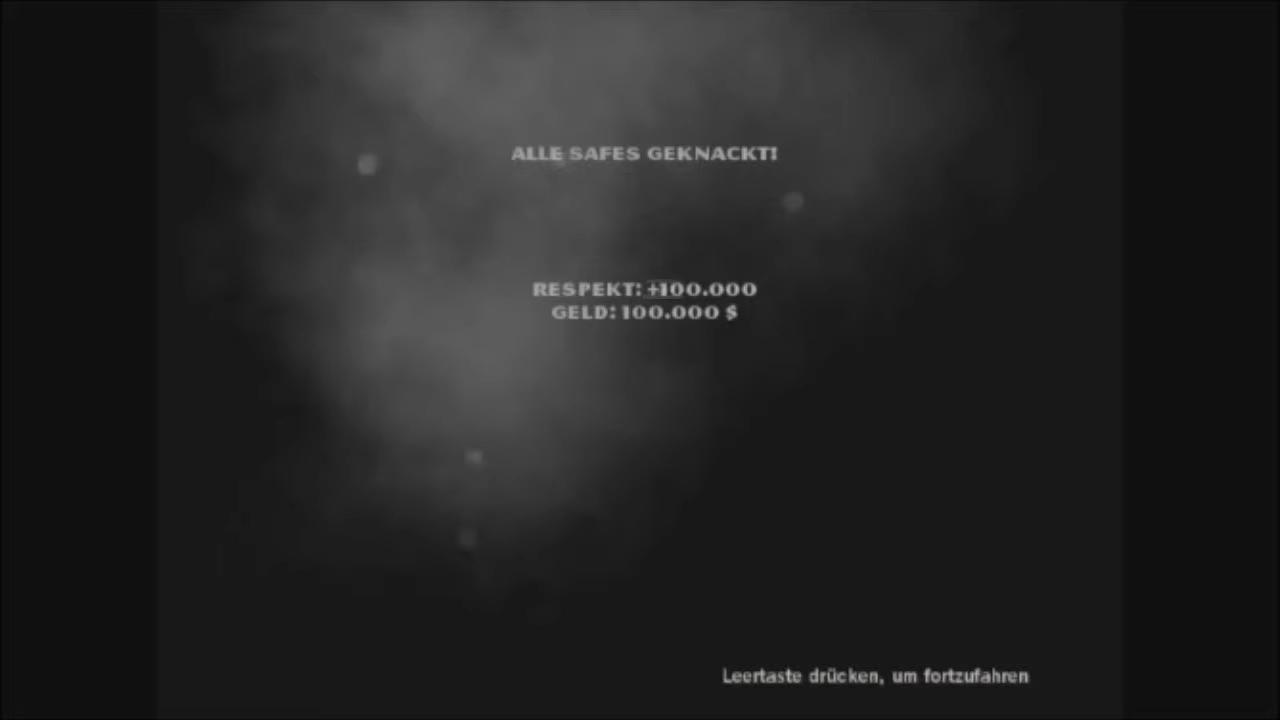 ALLE SAFES GEKNACKT!
RESPEKT: +100.000
GELD: 100.000 $
Leertaste drücken, um fortzufahren